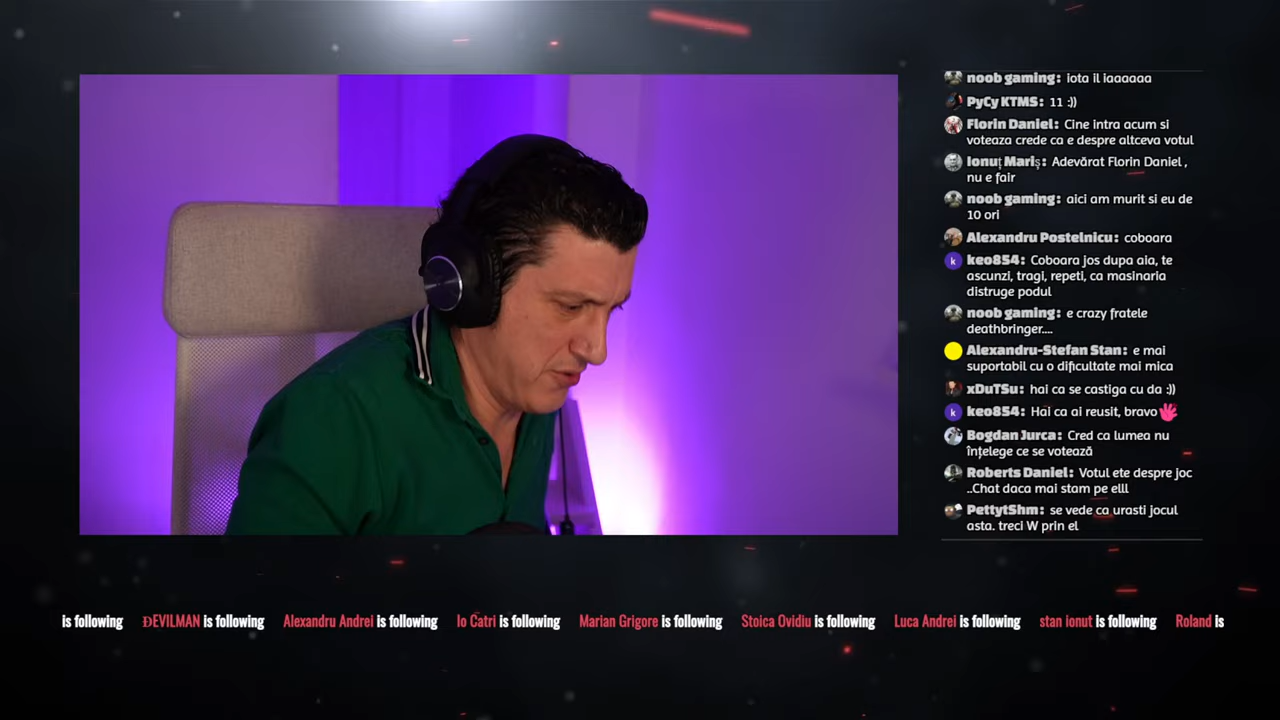 noob gaming: iota il iaaaaaa
PyCy KTMS: 11 :))
Florin Daniel: Cine intra acum si
voteaza crede ca e despre altceva votul
Ionuț Mariș: Adevărat Florin Daniel ,
nu e fair
noob gaming: aici am murit si eu de
10 ori
Alexandru Postelnicu: coboara
k keo854: Coboara jos dupa aia, te
ascunzi, tragi, repeti, ca masinaria
distruge podul
noob gaming: e crazy fratele
deathbringer....
Alexandru-Stefan Stan: e mai
suportabil cu o dificultate mai mica
xDuTSu: hai ca se castiga cu da :))
k keo854: Hai ca ai reusit, bravo
Bogdan Jurca: Cred ca lumea nu
înțelege ce se votează
Roberts Daniel: Votul ete despre joc
..Chat daca mai stam pe elll
PettytShm: se vede ca urasti jocul
asta. treci W prin el
is following ĐEVILMAN is following Alexandru Andrei is following Io Catri is following Marian Grigore is following Stoica Ovidiu is following Luca Andrei is following stan ionut is following Roland is